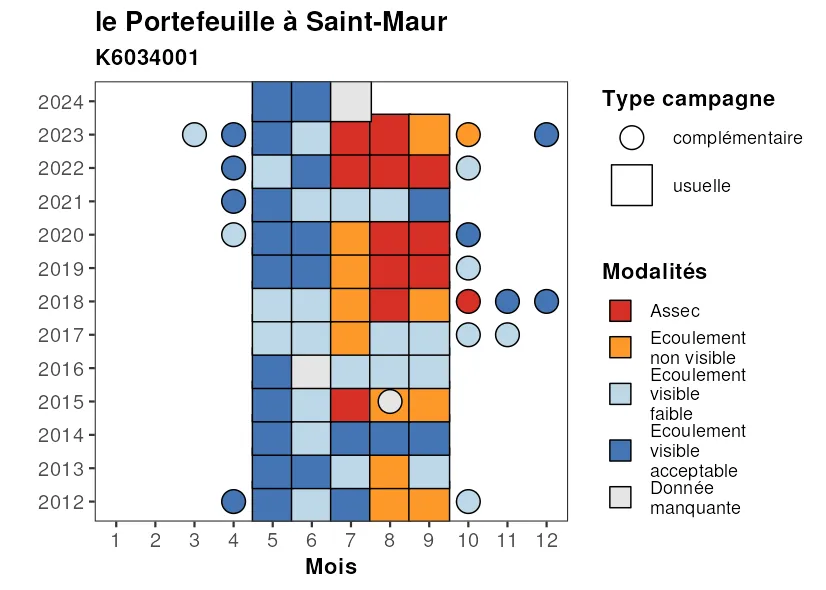 le Portefeuille à Saint-Maur
K6034001
2024
2023
2022
2021
2020
2019
2018
2017
2016
2015
2014
2013
2012
1 2 3 4 5 6 7 8 9 10 11 12
Mois
Type campagne
complémentaire
usuelle
Modalités
Assec
Ecoulement
non visible
Ecoulement
visible
faible
Ecoulement
visible
acceptable
Donnée
manquante